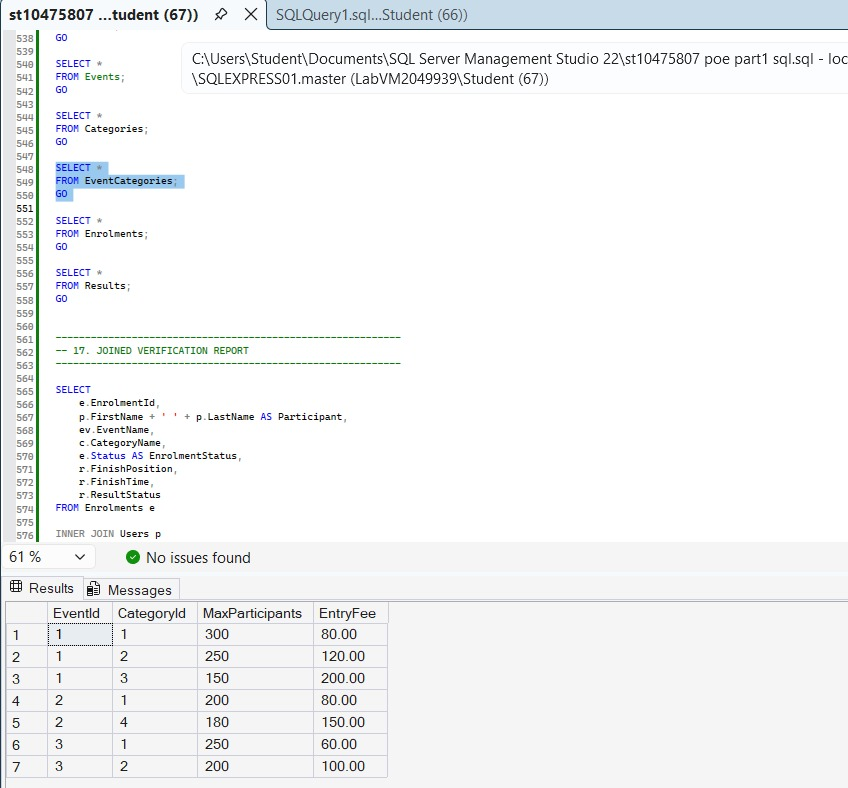 st10475807 ...tudent (67))
SQLQuery1.sql...Student (66))
C:\Users\Student\Documents\SQL Server Management Studio 22\st10475807 poe part1 sql.sql - loc
\SQLEXPRESS01.master (LabVM2049939\Student (67))
538 GO
539
540 SELECT *
541 FROM Events;
542 GO
543
544 SELECT *
545 FROM Categories;
546 GO
547
548 SELECT *
549 FROM EventCategories;
550 GO
551
552 SELECT *
553 FROM Enrolments;
554 GO
555
556 SELECT *
557 FROM Results;
558 GO
559
560
561 -----------------------------------------------------------
562 -- 17. JOINED VERIFICATION REPORT
563 -----------------------------------------------------------
564
565 SELECT
566 e.EnrolmentId,
567 p.FirstName + ' ' + p.LastName AS Participant,
568 ev.EventName,
569 c.CategoryName,
570 e.Status AS EnrolmentStatus,
571 r.FinishPosition,
572 r.FinishTime,
573 r.ResultStatus
574 FROM Enrolments e
575
576 INNER JOIN Users p
61 % No issues found
Results Messages
EventId CategoryId MaxParticipants EntryFee
1 1 1 300 80.00
2 1 2 250 120.00
3 1 3 150 200.00
4 2 1 200 80.00
5 2 4 180 150.00
6 3 1 250 60.00
7 3 2 200 100.00